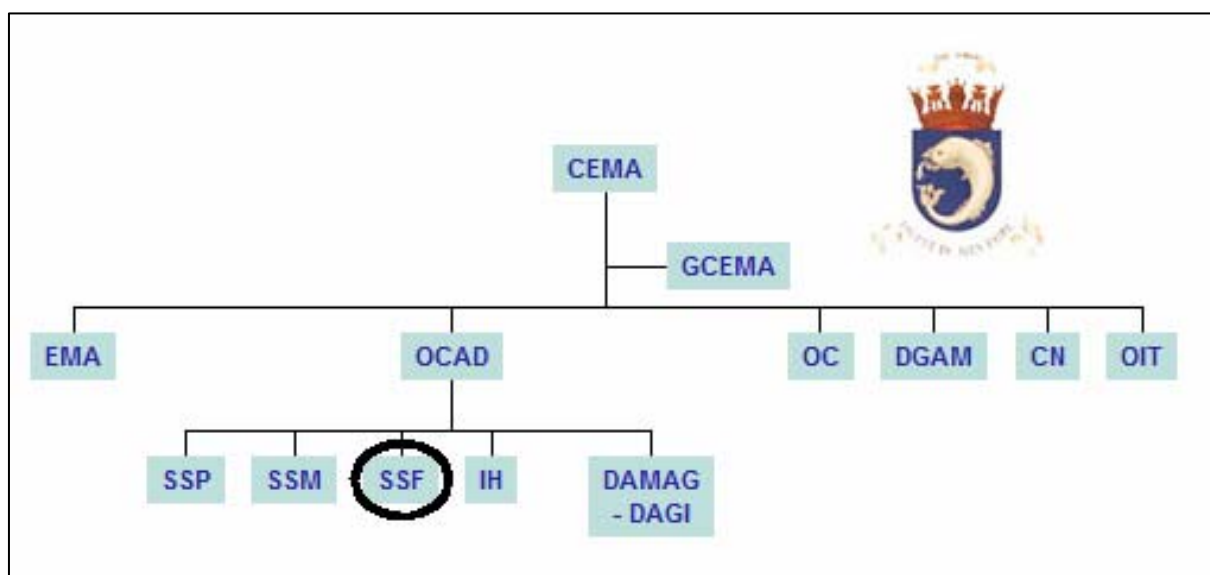 CEMA
GCEMA
EMA
OCAD
OC
DGAM
CN
OIT
SSP
SSM
SSF
IH
DAMAG
- DAGI